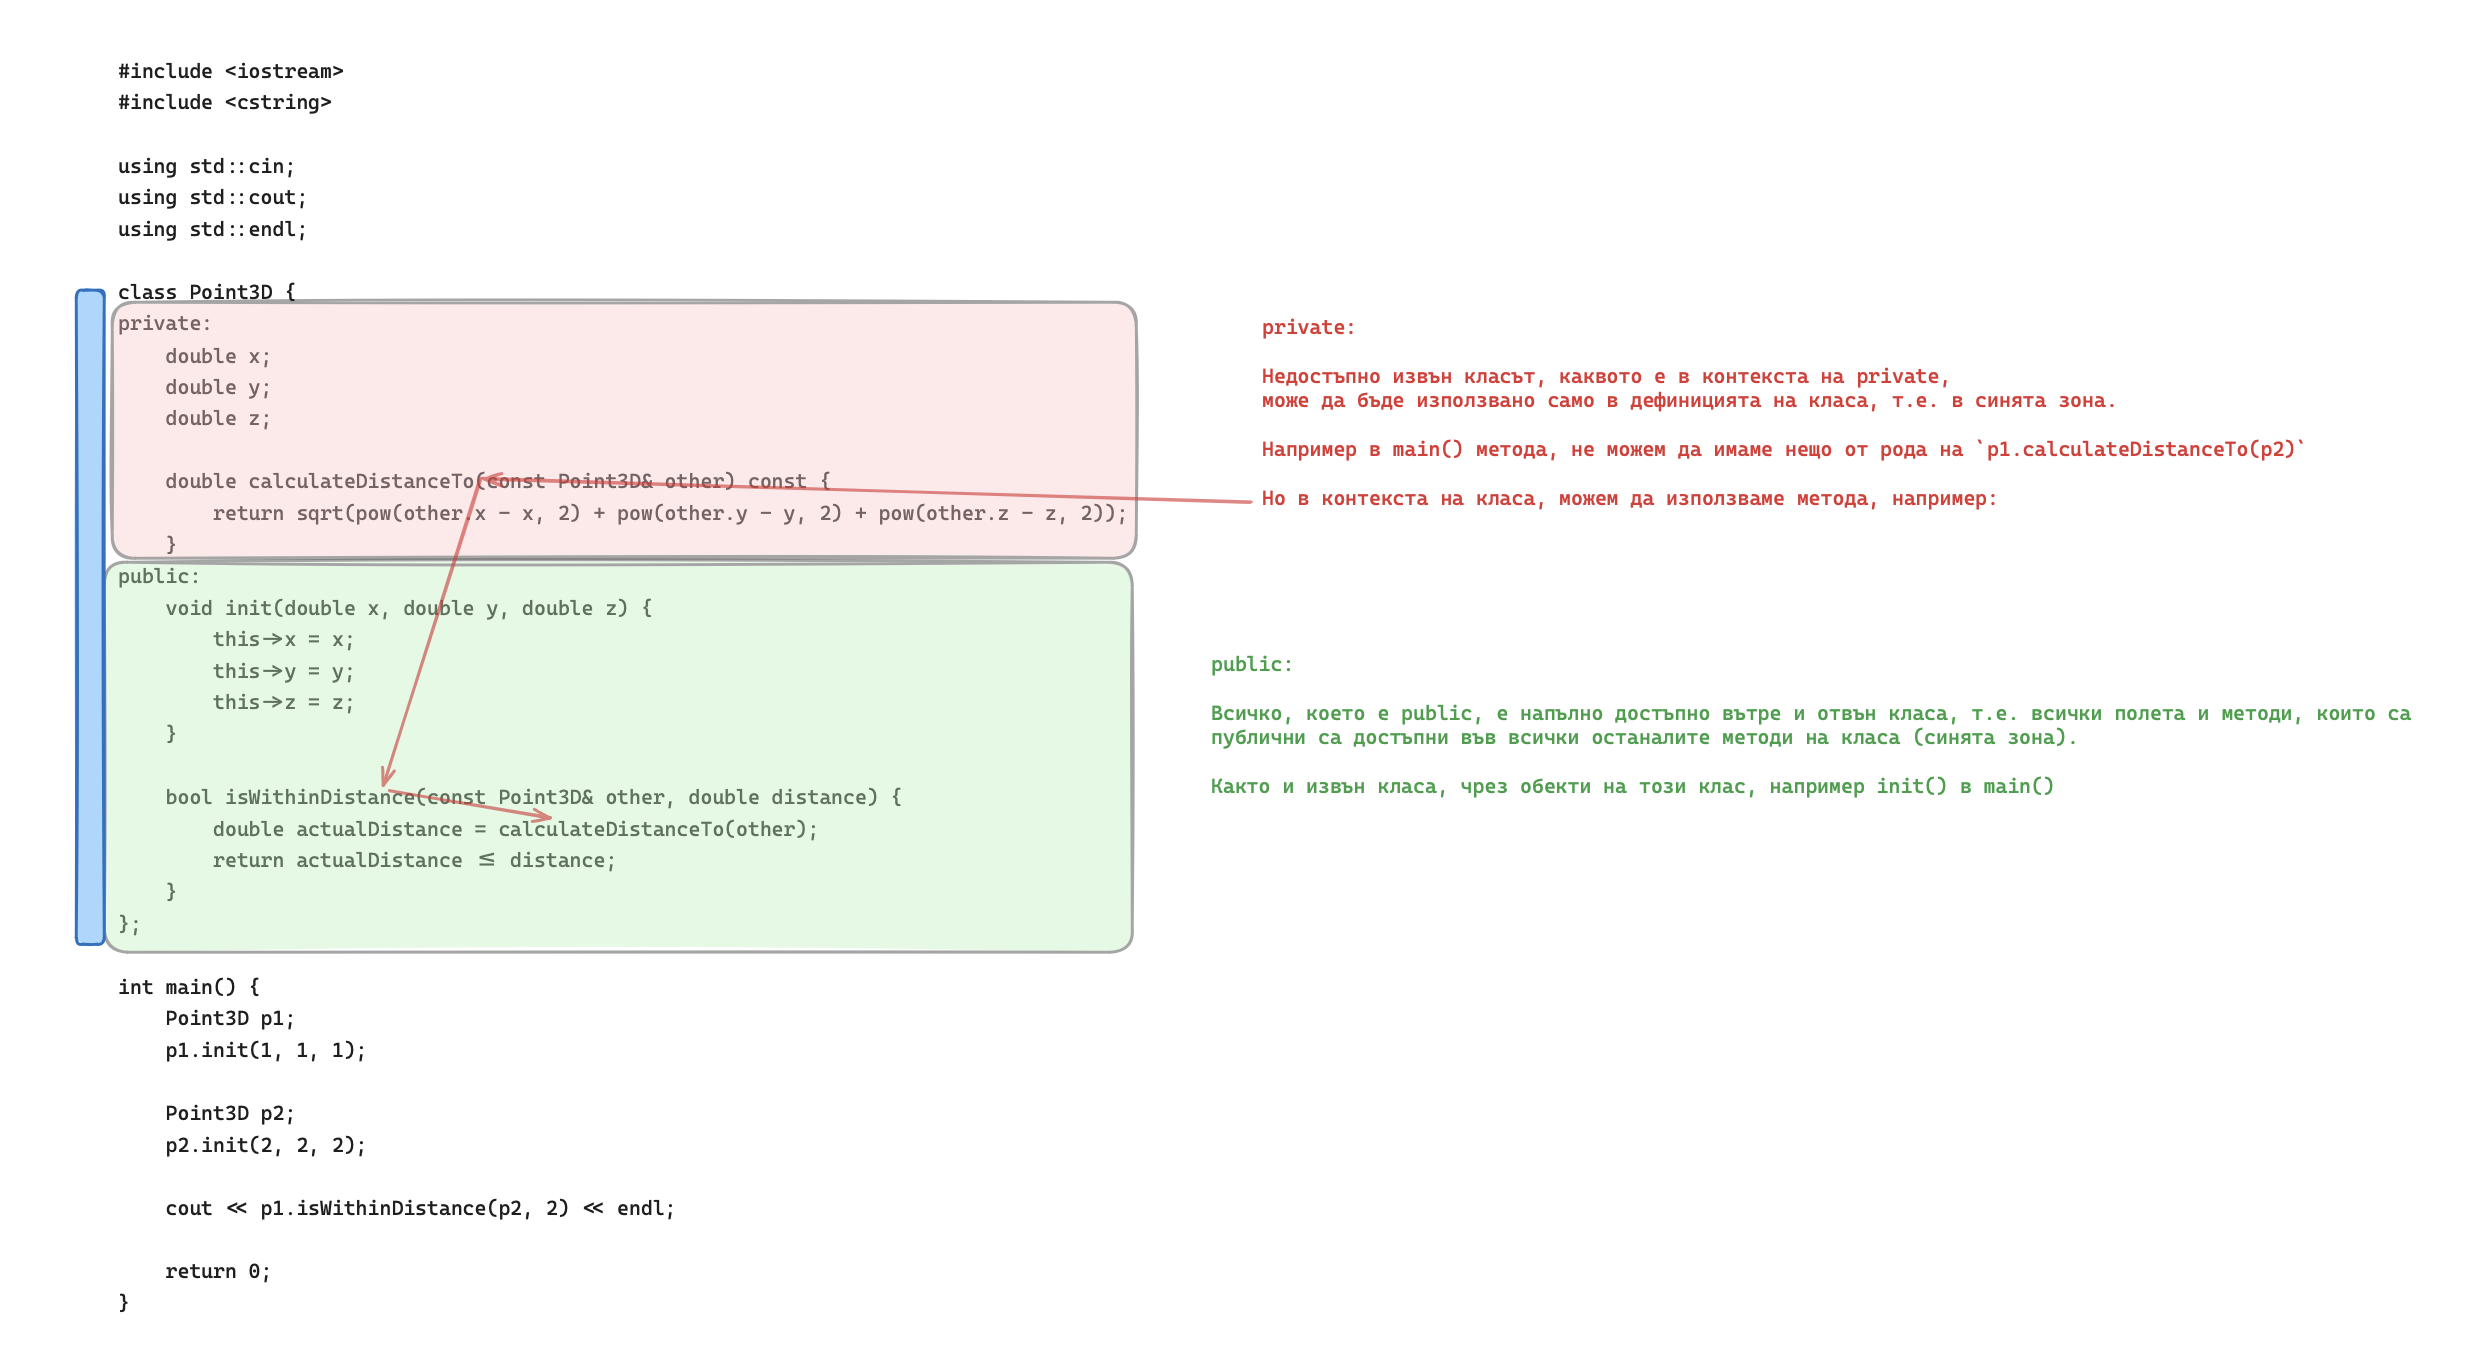 #include <iostream>
#include <cstring>
using std::cin;
using std::cout;
using std::endl;
class Point3D {
private:
    double x;
    double y;
    double z;
    double calculateDistanceTo(const Point3D& other) const {
        return sqrt(pow(other.x - x, 2) + pow(other.y - y, 2) + pow(other.z - z, 2));
    }
public:
    void init(double x, double y, double z) {
        this->x = x;
        this->y = y;
        this->z = z;
    }
    bool isWithinDistance(const Point3D& other, double distance) {
        double actualDistance = calculateDistanceTo(other);
        return actualDistance <= distance;
    }
};
int main() {
    Point3D p1;
    p1.init(1, 1, 1);
    Point3D p2;
    p2.init(2, 2, 2);
    cout << p1.isWithinDistance(p2, 2) << endl;
    return 0;
}
private:
Недостъпно извън класът, каквото е в контекста на private,
може да бъде използвано само в дефиницията на класа, т.е. в синята зона.
Например в main() метода, не можем да имаме нещо от рода на `p1.calculateDistanceTo(p2)`
Но в контекста на класа, можем да използваме метода, например:
public:
Всичко, което е public, е напълно достъпно вътре и отвън класа, т.е. всички полета и методи, които са
публични са достъпни във всички останалите методи на класа (синята зона).
Както и извън класа, чрез обекти на този клас, например init() в main()